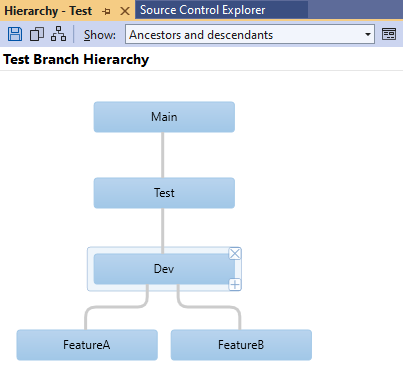 Hierarchy - Test
Source Control Explorer
Show: Ancestors and descendants
Test Branch Hierarchy
Main
Test
Dev
FeatureA FeatureB